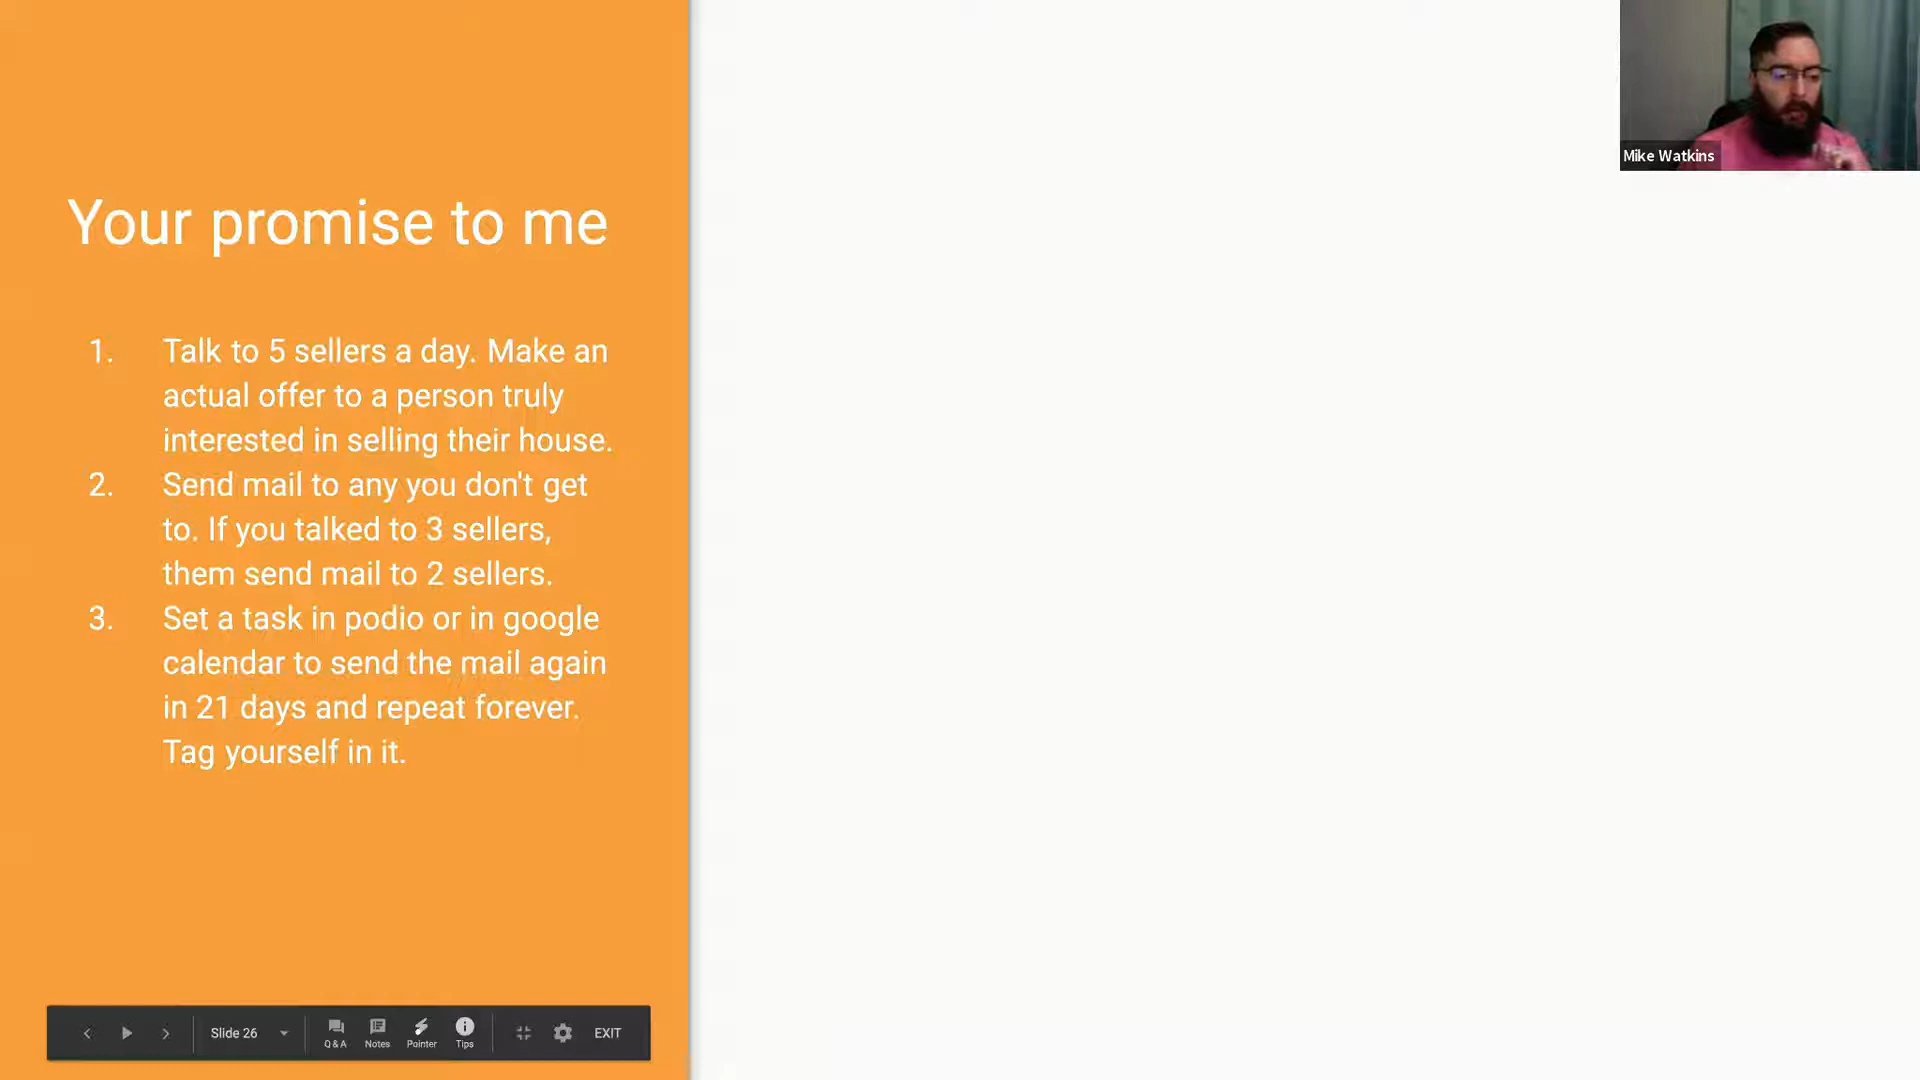 Your promise to me
1. Talk to 5 sellers a day. Make an
actual offer to a person truly
interested in selling their house.
2. Send mail to any you don't get
to. If you talked to 3 sellers,
them send mail to 2 sellers.
3. Set a task in podio or in google
calendar to send the mail again
in 21 days and repeat forever.
Tag yourself in it.
Mike Watkins
Slide 26
Q & A
Notes
Pointer
Tips
EXIT